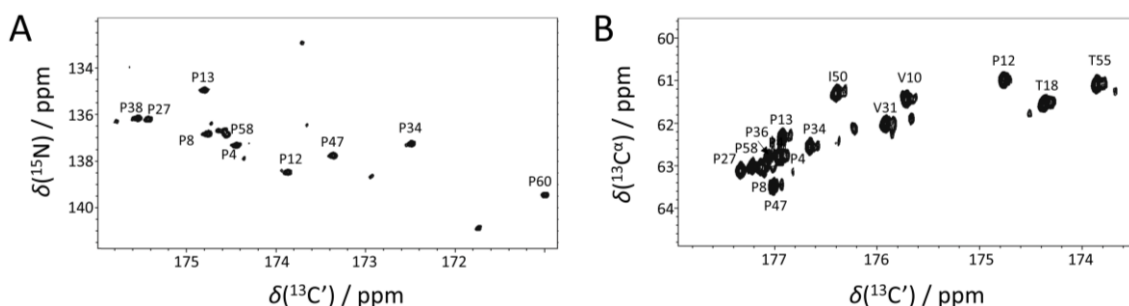 A
B
δ(¹⁵N) / ppm
134
136
138
140
P13
P38
P27
P8
P58
P4
P47
P34
P12
P60
175
174
173
172
δ(¹³C') / ppm
δ(¹³Cᵅ) / ppm
60
61
62
63
64
P12
T55
I50
V10
T18
V31
P13
P36
P34
P58
P27
P4
P8
P47
177
176
175
174
δ(¹³C') / ppm